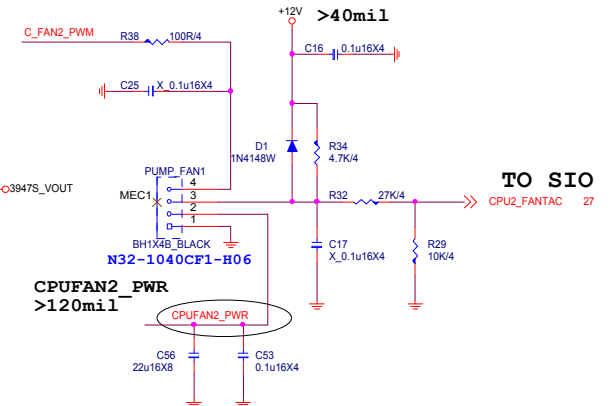 +12V >40mil
C_FAN2_PWM R38 100R/4
C16 0.1u16X4
C25 X_0.1u16X4
D1 R34
1N4148W 4.7K/4
PUMP_FAN1
3947S_VOUT
MEC1
4
3
2
1
R32 27K/4
TO SIO
CPU2_FANTAC 27
BH1X4B_BLACK
N32-1040CF1-H06
C17
X_0.1u16X4
R29
10K/4
CPUFAN2_PWR
>120mil
CPUFAN2_PWR
C56
22u16X8
C53
0.1u16X4